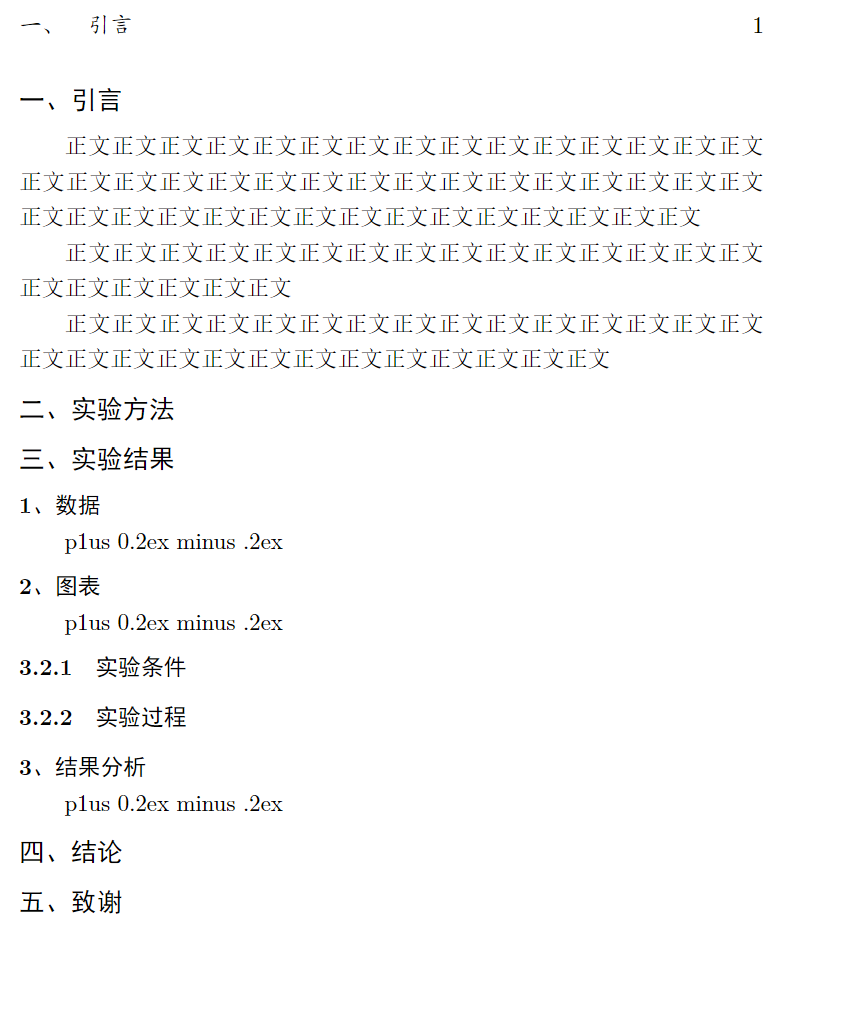 一、 引言 1
一、引言
正文正文正文正文正文正文正文正文正文正文正文正文正文正文正文
正文正文正文正文正文正文正文正文正文正文正文正文正文正文正文正文
正文正文正文正文正文正文正文正文正文正文正文正文正文正文正文
正文正文正文正文正文正文正文正文正文正文正文正文正文正文正文
正文正文正文正文正文正文
正文正文正文正文正文正文正文正文正文正文正文正文正文正文正文
正文正文正文正文正文正文正文正文正文正文正文正文正文
二、实验方法
三、实验结果
1、数据
p1us 0.2ex minus .2ex
2、图表
p1us 0.2ex minus .2ex
3.2.1 实验条件
3.2.2 实验过程
3、结果分析
p1us 0.2ex minus .2ex
四、结论
五、致谢